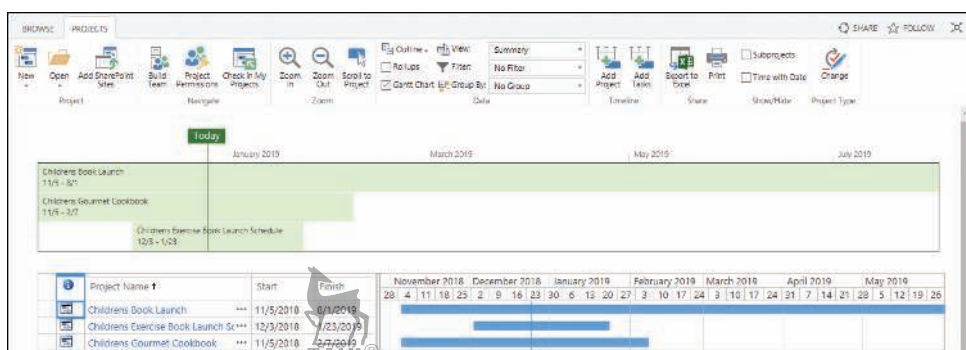 BROWSE PROJECTS SHARE FOLLOW
New Open Add SharePoint Sites Build Team Project Permissions Check in My Projects Zoom In Zoom Out Scroll to Project
Outline View: Summary
Rollups Filter: No Filter
Gantt Chart Group By: No Group
Add Project Add Tasks Export to Excel Print
Subprojects
Time with Date
Change
Project Navigate Zoom Data Timeline Share Show/Hide Project Type
Today
January 2019 March 2019 May 2019 July 2019
Childrens Book Launch
11/5 - 8/1
Childrens Gourmet Cookbook
11/5 - 2/7
Childrens Exercise Book Launch Schedule
12/3 - 1/23
Project Name Start Finish November 2018 December 2018 January 2019 February 2019 March 2019 April 2019 May 2019
28 4 11 18 25 2 9 16 23 30 6 13 20 27 3 10 17 24 3 10 17 24 31 7 14 21 28 5 12 19 26
Childrens Book Launch ... 11/5/2018 8/1/2019
Childrens Exercise Book Launch Sc... 12/3/2018 1/23/2019
Childrens Gourmet Cookbook ... 11/5/2018 2/7/2019